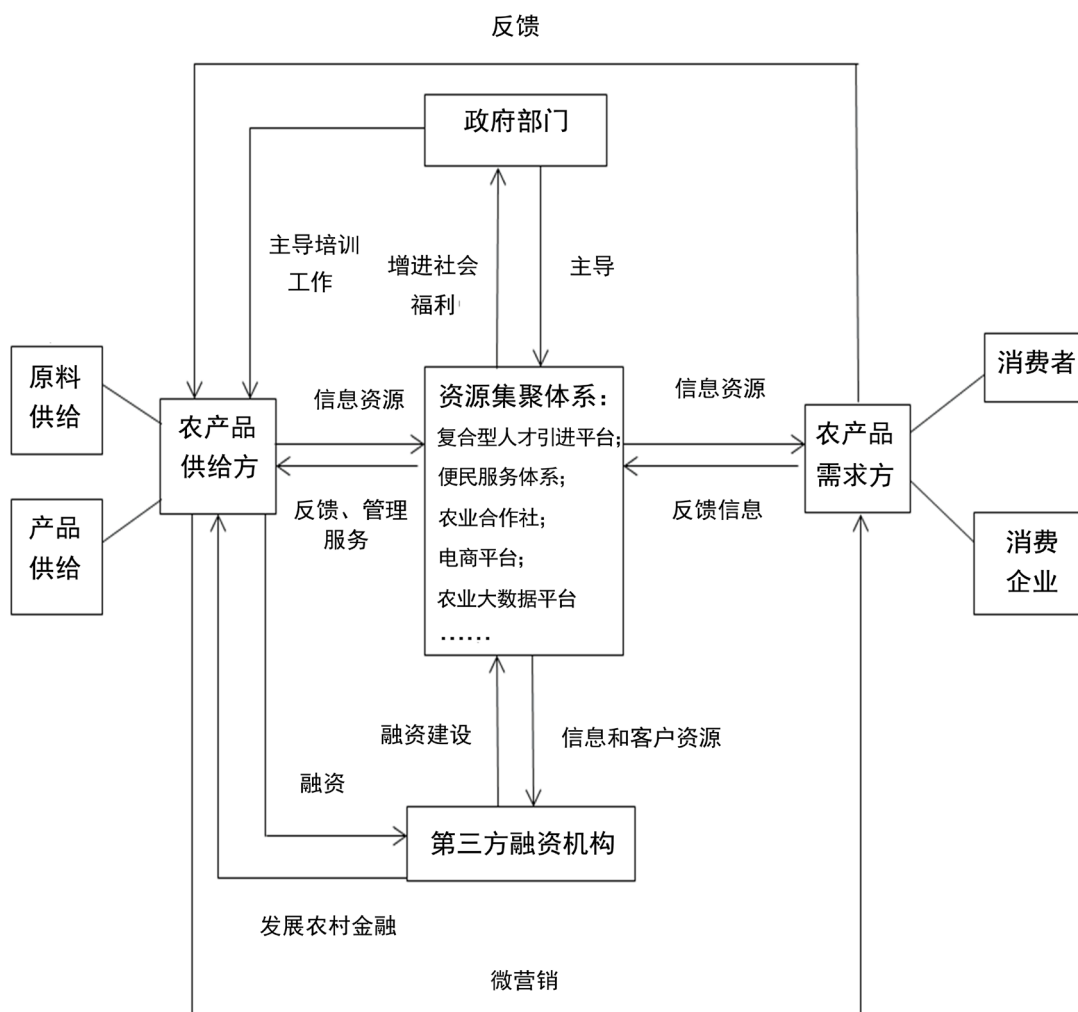 反馈
政府部门
主导培训
工作
增进社会
福利
主导
原料
供给
产品
供给
农产品
供给方
信息资源
反馈、管理
服务
资源集聚体系：
复合型人才引进平台；
便民服务体系；
农业合作社；
电商平台；
农业大数据平台
……
信息资源
反馈信息
农产品
需求方
消费者
消费
企业
融资建设
信息和客户资源
融资
第三方融资机构
发展农村金融
微营销